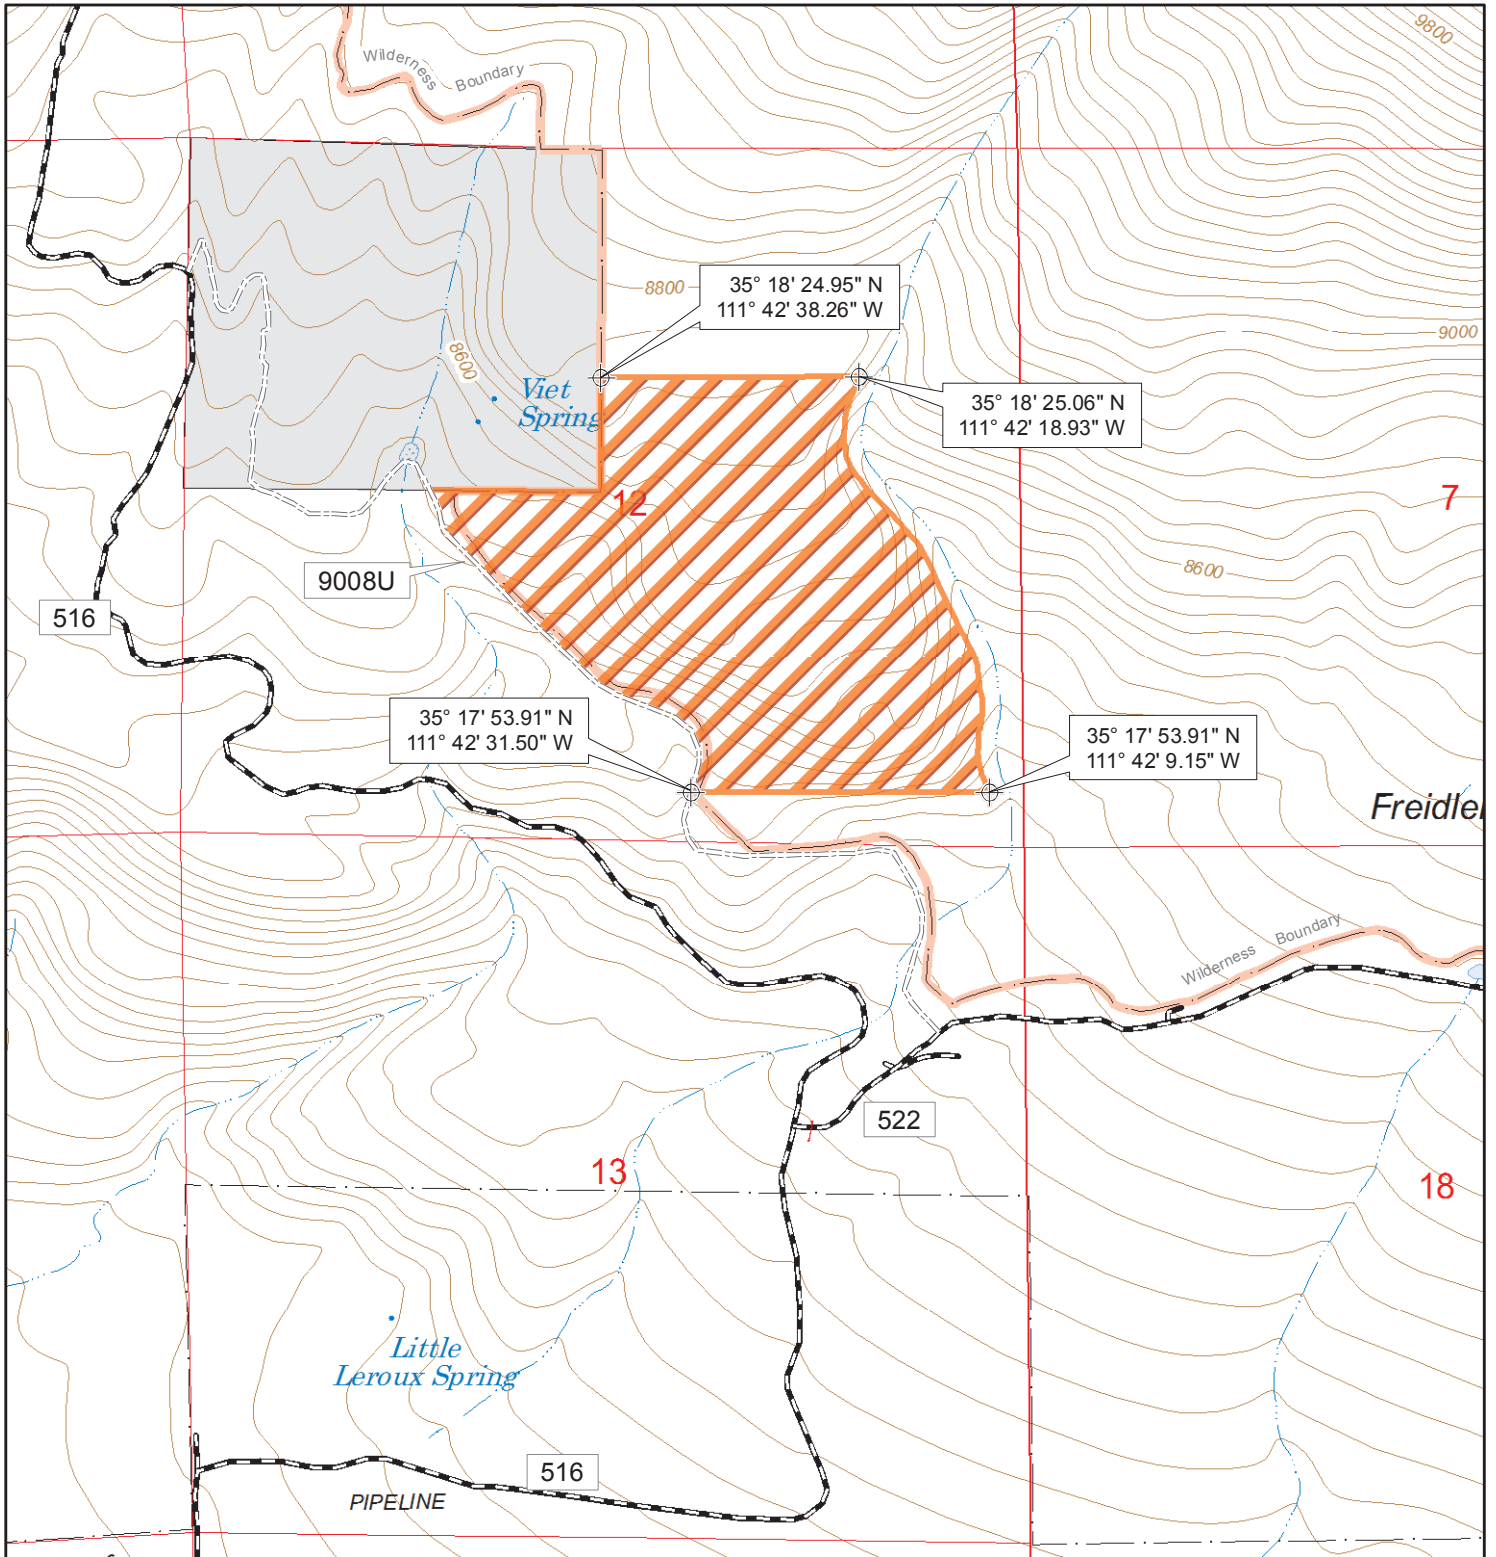 9800
Wilderness Boundary
35° 18' 24.95" N
111° 42' 38.26" W
8800
9000
8600
Viet
Spring
35° 18' 25.06" N
111° 42' 18.93" W
12
7
9008U
8600
516
35° 17' 53.91" N
111° 42' 31.50" W
35° 17' 53.91" N
111° 42' 9.15" W
Freidle
Wilderness Boundary
522
13
18
Little
Leroux Spring
516
PIPELINE